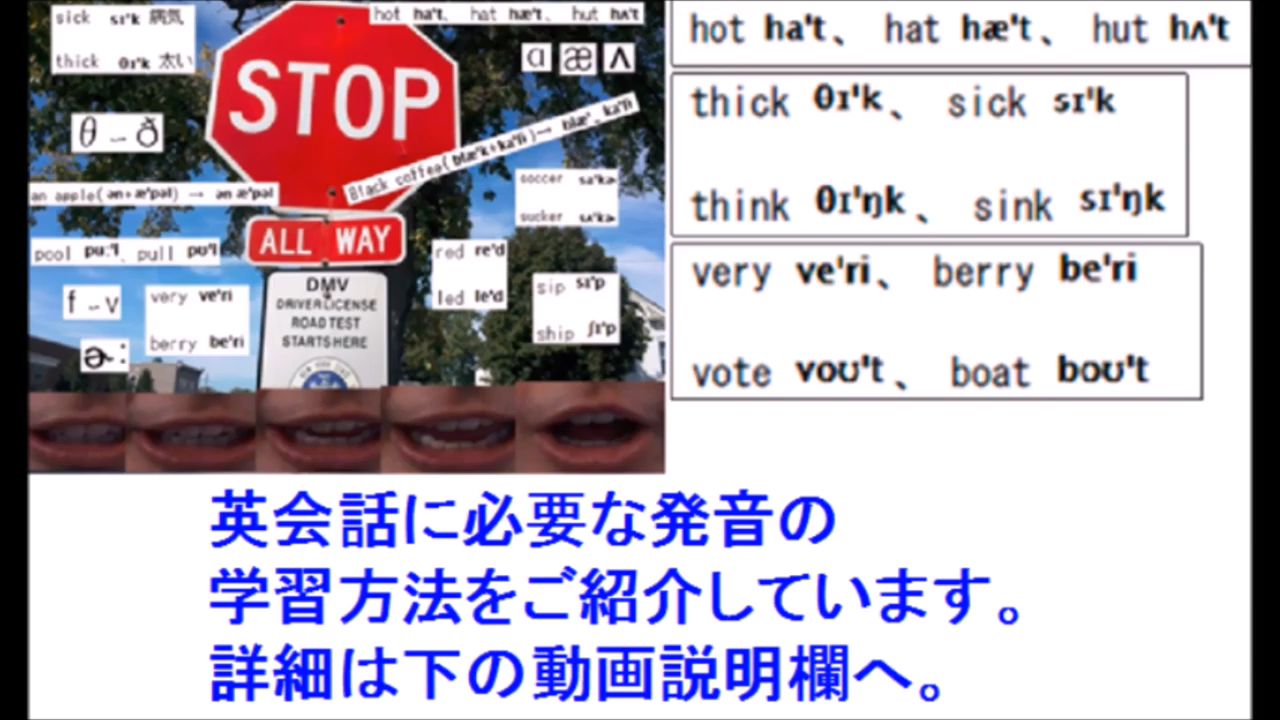 sick sɪ'k 病気
thick θɪ'k 太い
hot hɑ't、 hat hæ't、 hut hʌ't
ɑ æ ʌ
STOP
θ - ð
Black coffee(blæ'k+kɑ'fi)→ blæ'、kɑ'fi
an apple(ən+æ'pəl) → ən æ'pəl
soccer sɑ'kɚ
sucker sʌ'kɚ
ALL WAY
pool pu:'l、 pull pʊ'l
red re'd
led le'd
f - v
very ve'ri
berry be'ri
sip sɪ'p
ship ʃɪ'p
ɚ:
DMV
DRIVER LICENSE
ROAD TEST
STARTS HERE
hot hɑ't、 hat hæ't、 hut hʌ't
thick θɪ'k、 sick sɪ'k
think θɪ'ŋk、 sink sɪ'ŋk
very ve'ri、 berry be'ri
vote voʊ't、 boat boʊ't
英会話に必要な発音の
学習方法をご紹介しています。
詳細は下の動画説明欄へ。